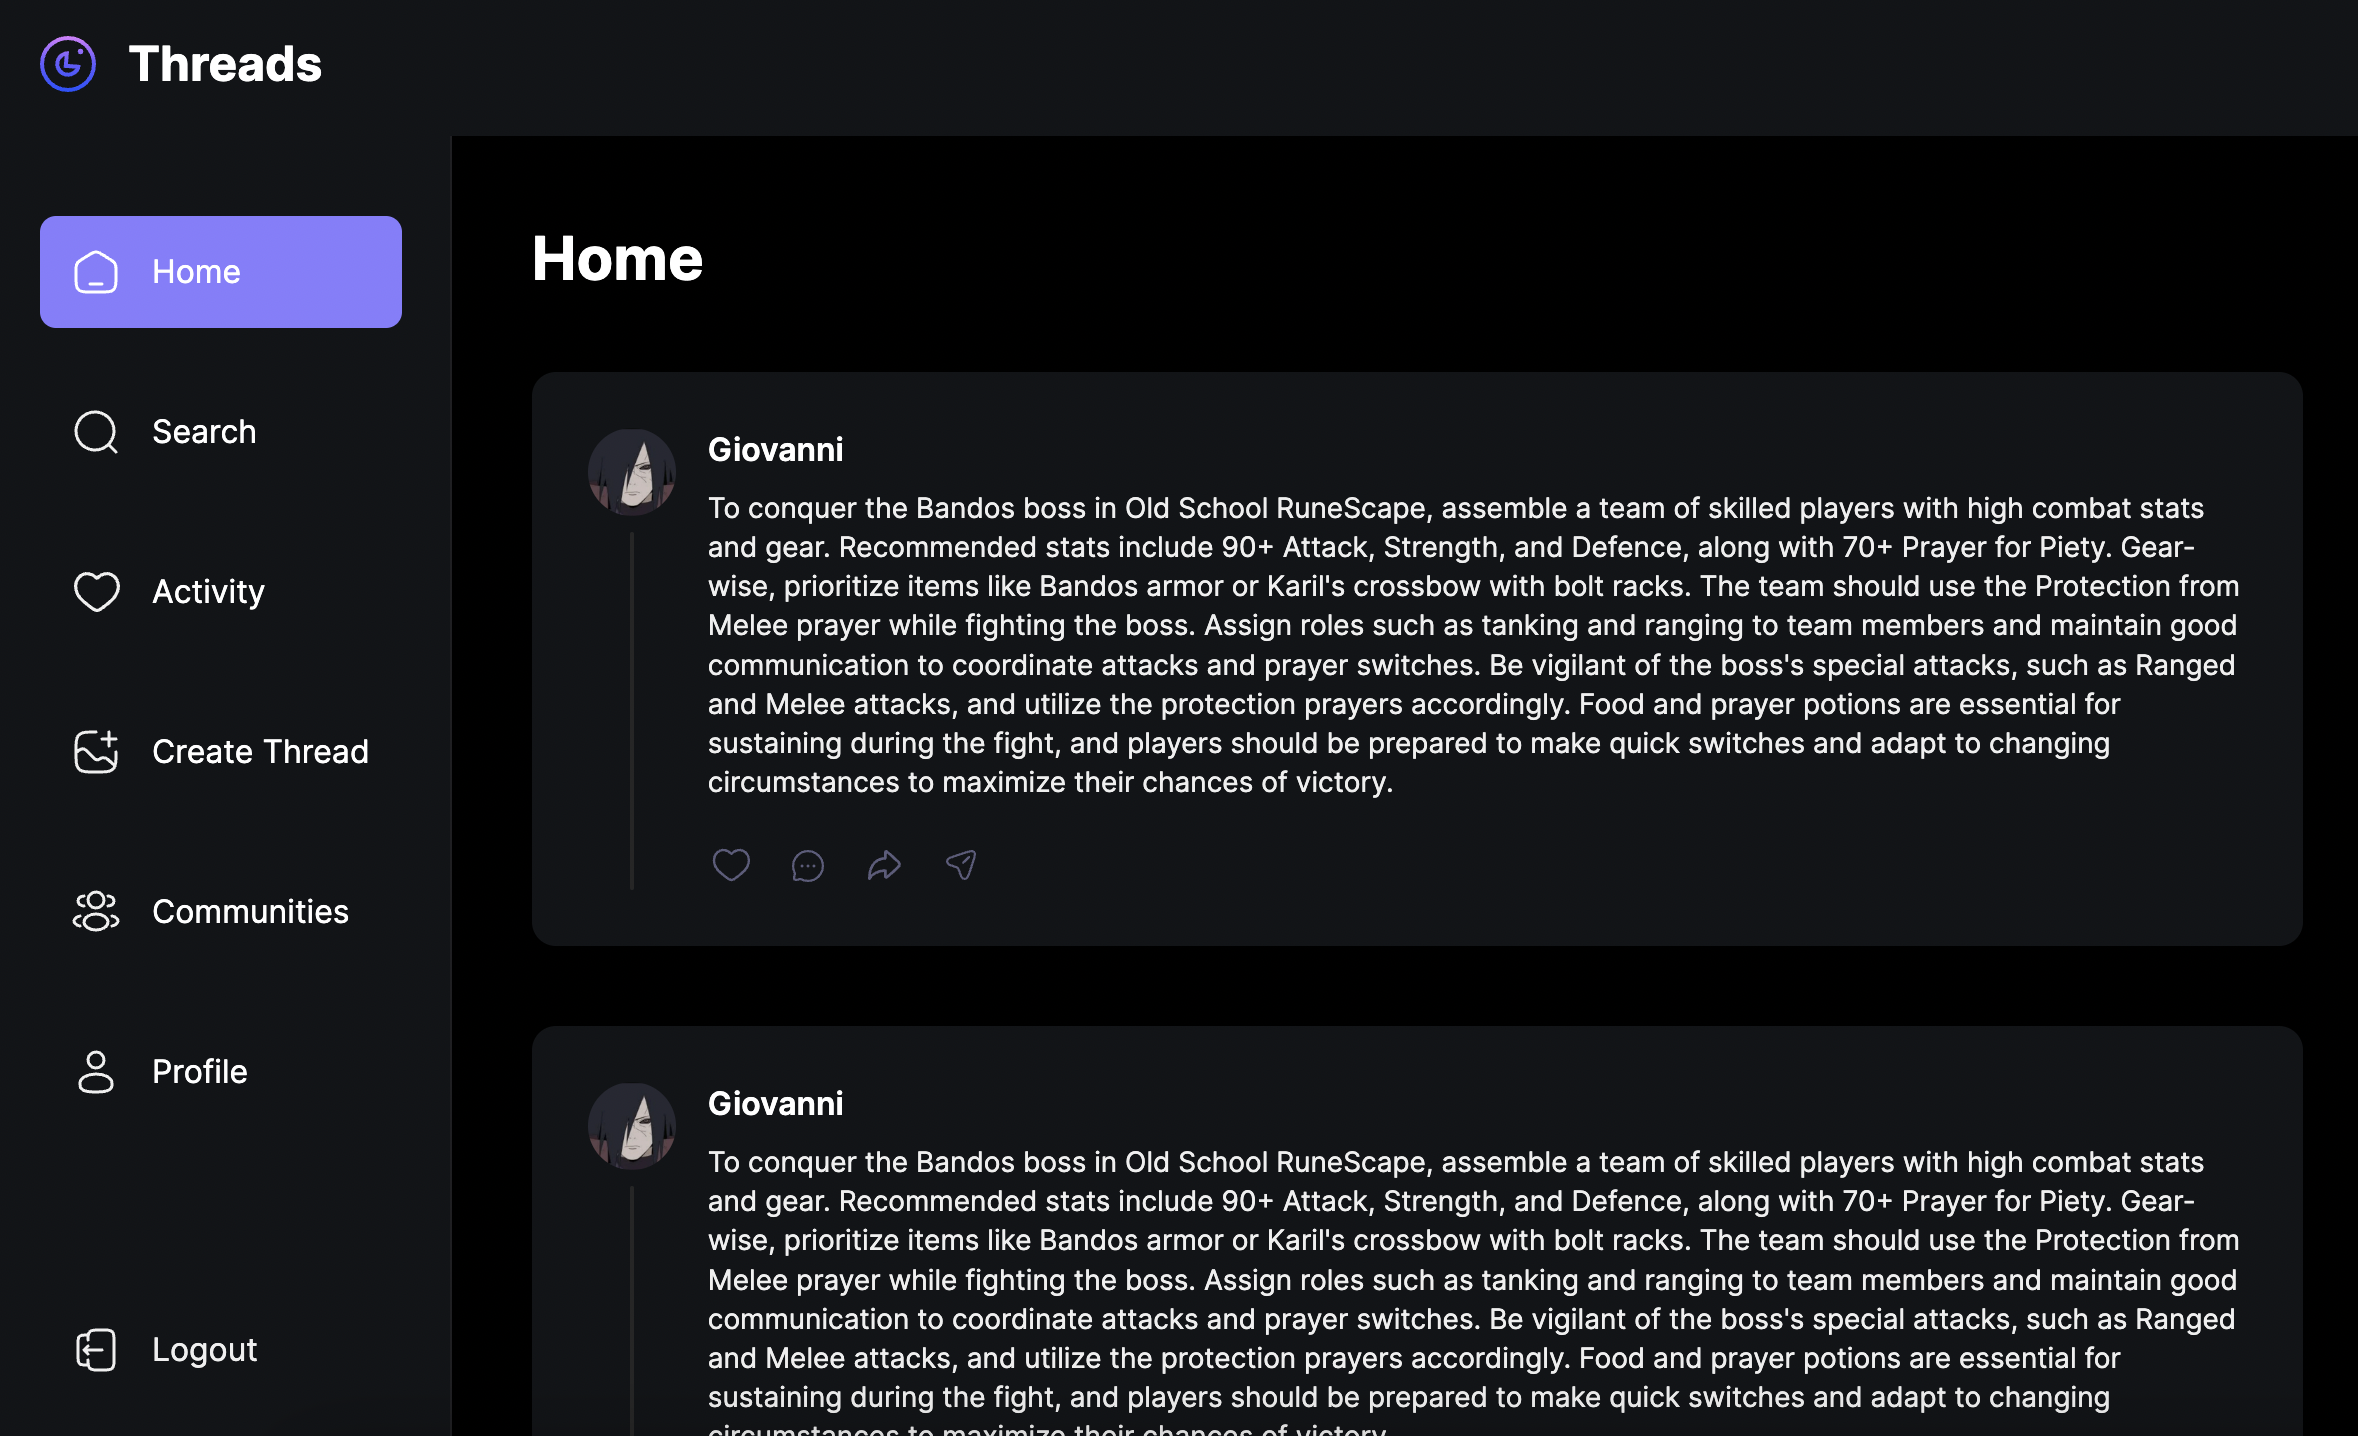 Threads
Home
Search
Activity
Create Thread
Communities
Profile
Logout
Home
Giovanni
To conquer the Bandos boss in Old School RuneScape, assemble a team of skilled players with high combat stats
and gear. Recommended stats include 90+ Attack, Strength, and Defence, along with 70+ Prayer for Piety. Gear-
wise, prioritize items like Bandos armor or Karil's crossbow with bolt racks. The team should use the Protection from
Melee prayer while fighting the boss. Assign roles such as tanking and ranging to team members and maintain good
communication to coordinate attacks and prayer switches. Be vigilant of the boss's special attacks, such as Ranged
and Melee attacks, and utilize the protection prayers accordingly. Food and prayer potions are essential for
sustaining during the fight, and players should be prepared to make quick switches and adapt to changing
circumstances to maximize their chances of victory.
Giovanni
To conquer the Bandos boss in Old School RuneScape, assemble a team of skilled players with high combat stats
and gear. Recommended stats include 90+ Attack, Strength, and Defence, along with 70+ Prayer for Piety. Gear-
wise, prioritize items like Bandos armor or Karil's crossbow with bolt racks. The team should use the Protection from
Melee prayer while fighting the boss. Assign roles such as tanking and ranging to team members and maintain good
communication to coordinate attacks and prayer switches. Be vigilant of the boss's special attacks, such as Ranged
and Melee attacks, and utilize the protection prayers accordingly. Food and prayer potions are essential for
sustaining during the fight, and players should be prepared to make quick switches and adapt to changing
circumstances to maximize their chances of victory.